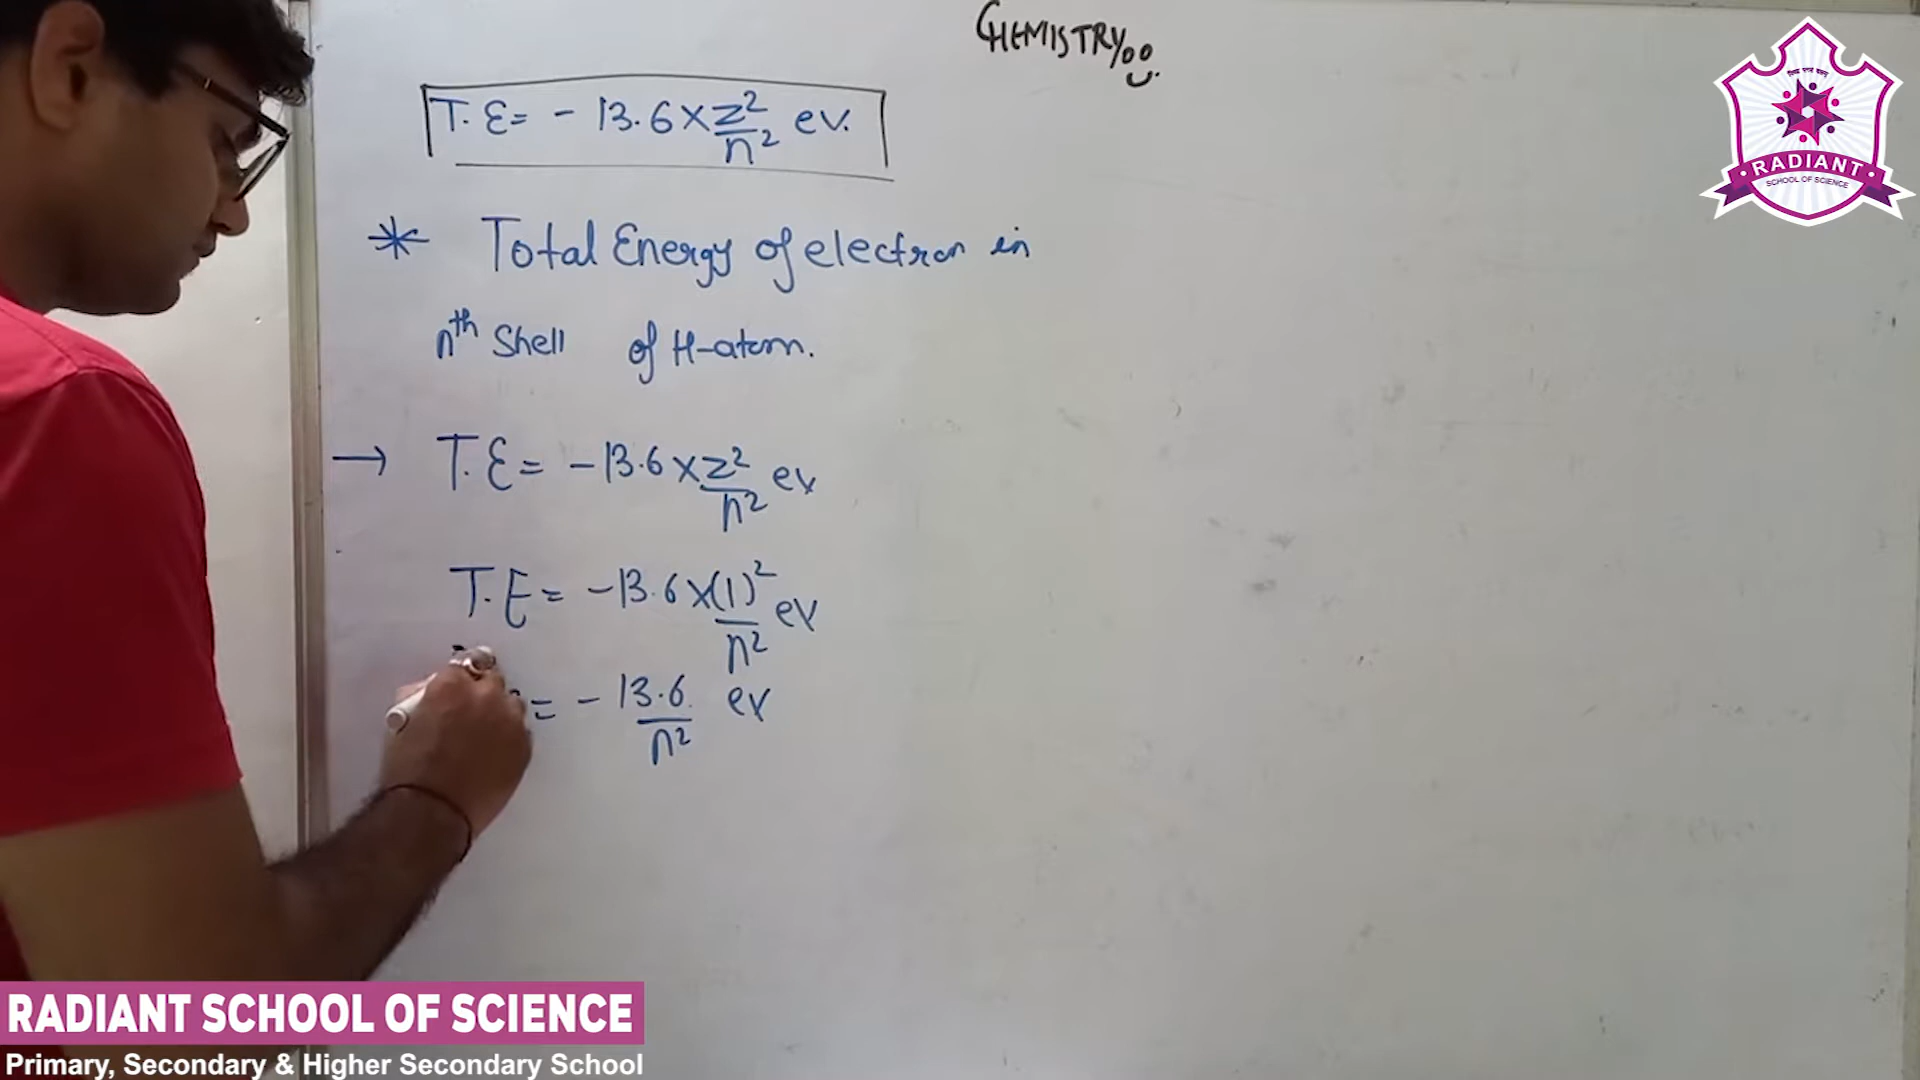 CHEMISTRY
T. E = - 13.6 × Z²/n² ev.
* Total Energy of electron in
nth Shell of H-atom.
→ T. E = -13.6 × Z²/n² ev
T. E = -13.6 × (1)²/n² ev
= - 13.6/n² ev
RADIANT
SCHOOL OF SCIENCE
RADIANT SCHOOL OF SCIENCE
Primary, Secondary & Higher Secondary School